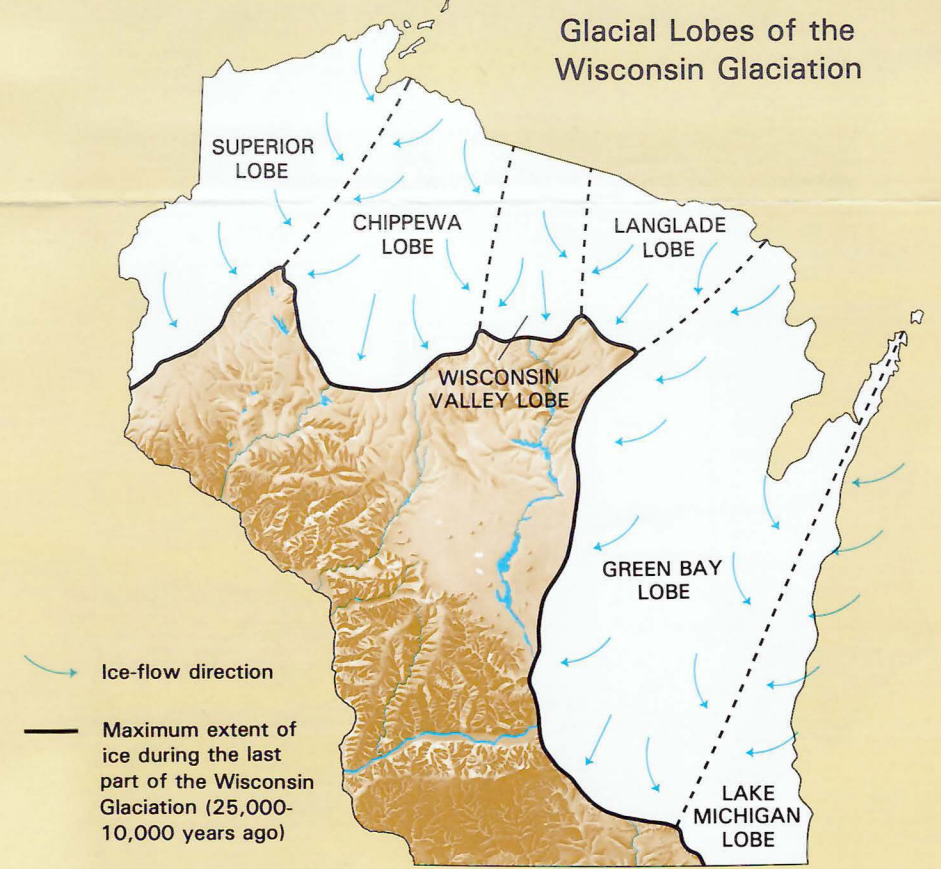 Glacial Lobes of the
Wisconsin Glaciation
SUPERIOR
LOBE
CHIPPEWA
LOBE
LANGLADE
LOBE
WISCONSIN
VALLEY LOBE
GREEN BAY
LOBE
LAKE
MICHIGAN
LOBE
Ice-flow direction
Maximum extent of
ice during the last
part of the Wisconsin
Glaciation (25,000-
10,000 years ago)